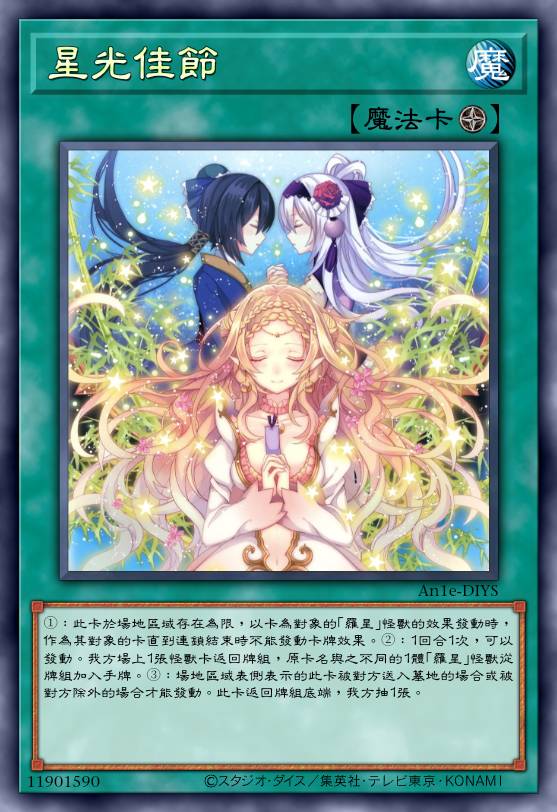 星光佳節
魔
【魔法卡】
An1e-DIYS
①：此卡於場地區域存在為限，以卡為對象的「羅星」怪獸的效果發動時，
作為其對象的卡直到連鎖結束時不能發動卡牌效果。②：1回合1次，可以
發動。我方場上1張怪獸卡返回牌組，原卡名與之不同的1體「羅星」怪獸從
牌組加入手牌。③：場地區域表側表示的此卡被對方送入墓地的場合或被
對方除外的場合才能發動。此卡返回牌組底端，我方抽1張。
11901590
©スタジオ・ダイス／集英社・テレビ東京・KONAMI